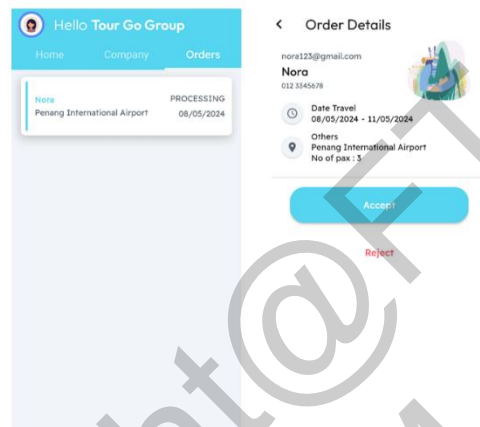 Hello Tour Go Group
Home Company Orders
Nora PROCESSING
Penang International Airport 08/05/2024
Order Details
nora123@gmail.com
Nora
012 3345678
Date Travel
08/05/2024 - 11/05/2024
Others
Penang International Airport
No of pax : 3
Accept
Reject